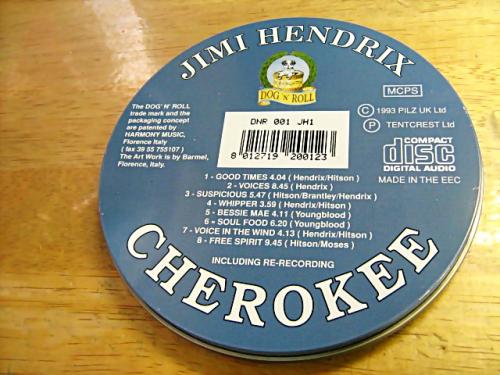 JIMI HENDRIX
DOG 'N' ROLL
MCPS
The DOG' N' ROLL
trade mark and the
packaging concept
are patented by
HARMONY MUSIC,
Florence Italy
( fax 39 55 755107 )
The Art Work is by Barmel,
Florence, Italy.
DNR 001 JH1
8 012719 200123
C 1993 PILZ UK Ltd
P TENTCREST Ltd
COMPACT
disc
DIGITAL AUDIO
MADE IN THE EEC
1 - GOOD TIMES 4.04 ( Hendrix/Hitson)
2 - VOICES 8.45 ( Hendrix)
3 - SUSPICIOUS 5.47 ( Hitson/Brantley/Hendrix)
4 - WHIPPER 3.59 ( Hendrix/Hitson)
5 - BESSIE MAE 4.11 ( Youngblood)
6 - SOUL FOOD 6.20 ( Youngblood)
7 - VOICE IN THE WIND 4.13 ( Hendrix/Hitson)
8 - FREE SPIRIT 9.45 ( Hitson/Moses)
INCLUDING RE-RECORDING
CHEROKEE